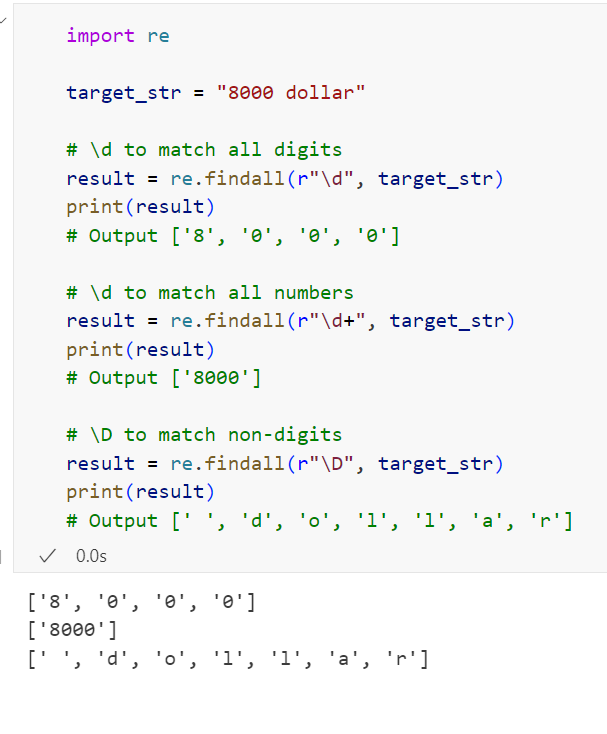 import re
target_str = "8000 dollar"
# \d to match all digits
result = re.findall(r"\d", target_str)
print(result)
# Output ['8', '0', '0', '0']
# \d to match all numbers
result = re.findall(r"\d+", target_str)
print(result)
# Output ['8000']
# \D to match non-digits
result = re.findall(r"\D", target_str)
print(result)
# Output [' ', 'd', 'o', 'l', 'l', 'a', 'r']
✓ 0.0s
['8', '0', '0', '0']
['8000']
[' ', 'd', 'o', 'l', 'l', 'a', 'r']